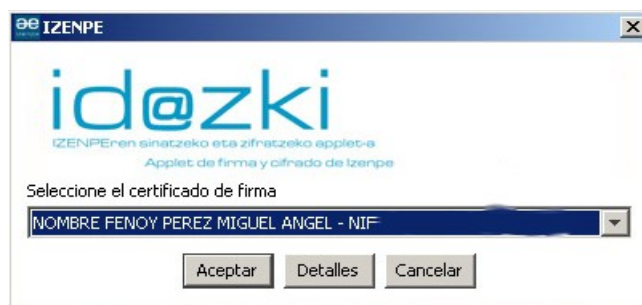 IZENPE
id@zki
IZENPEren sinatzeko eta zifratzeko applet-a
Applet de firma y cifrado de Izenpe
Seleccione el certificado de firma
NOMBRE FENOY PEREZ MIGUEL ANGEL - NIF
Aceptar Detalles Cancelar